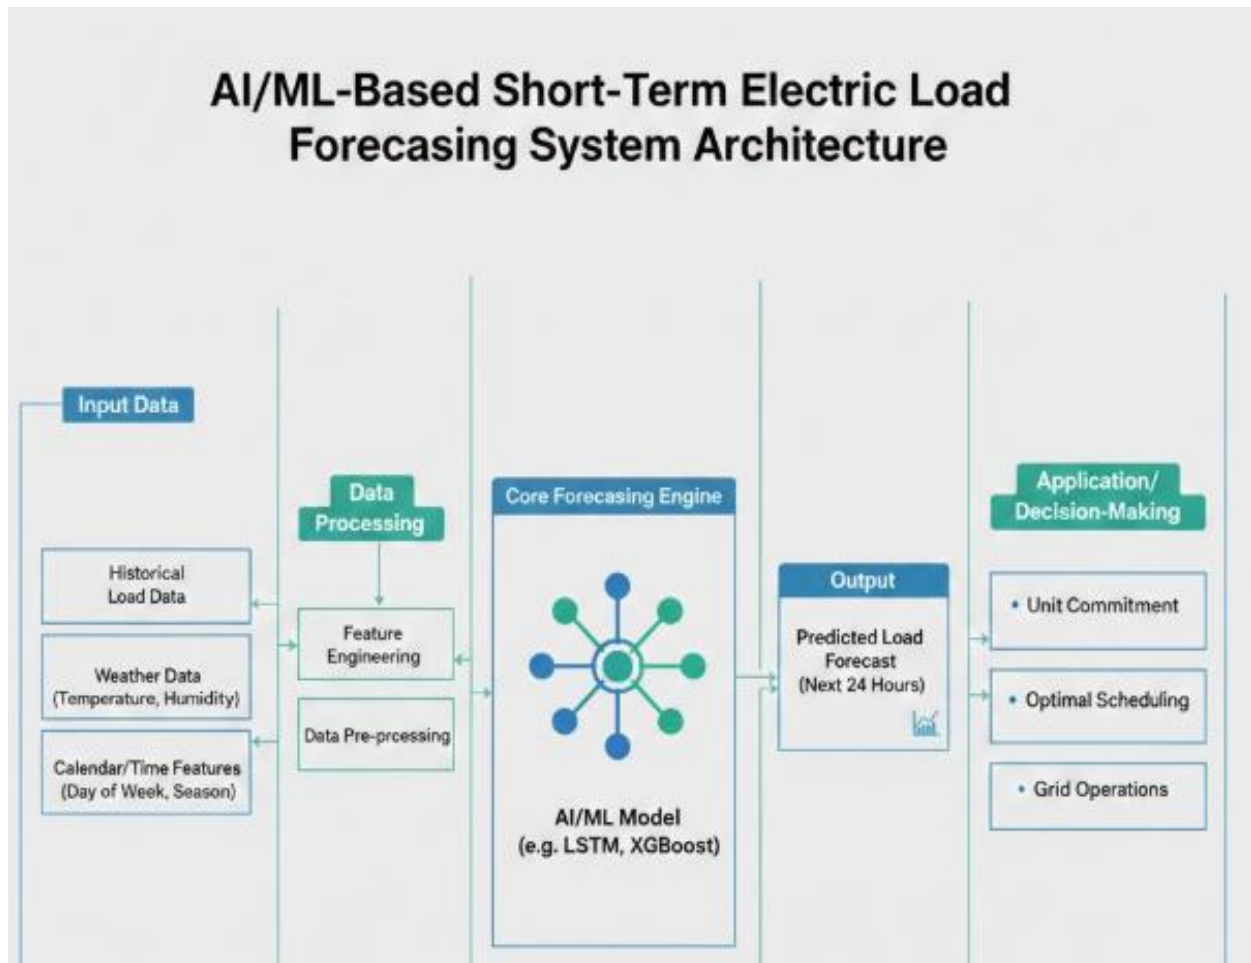 AI/ML-Based Short-Term Electric Load
Forecasing System Architecture
Input Data
Historical
Load Data
Weather Data
(Temperature, Humidity)
Calendar/Time Features
(Day of Week, Season)
Data
Processing
Feature
Engineering
Data Pre-prcessing
Core Forecasing Engine
AI/ML Model
(e.g. LSTM, XGBoost)
Output
Predicted Load
Forecast
(Next 24 Hours)
Application/
Decision-Making
• Unit Commitment
• Optimal Scheduling
• Grid Operations